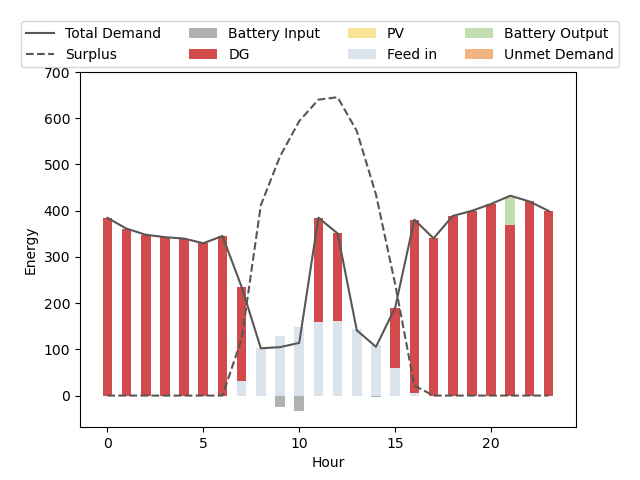 Total Demand Battery Input PV Battery Output
Surplus DG Feed in Unmet Demand
700
600
500
400
300
200
100
0
Energy
0 5 10 15 20
Hour